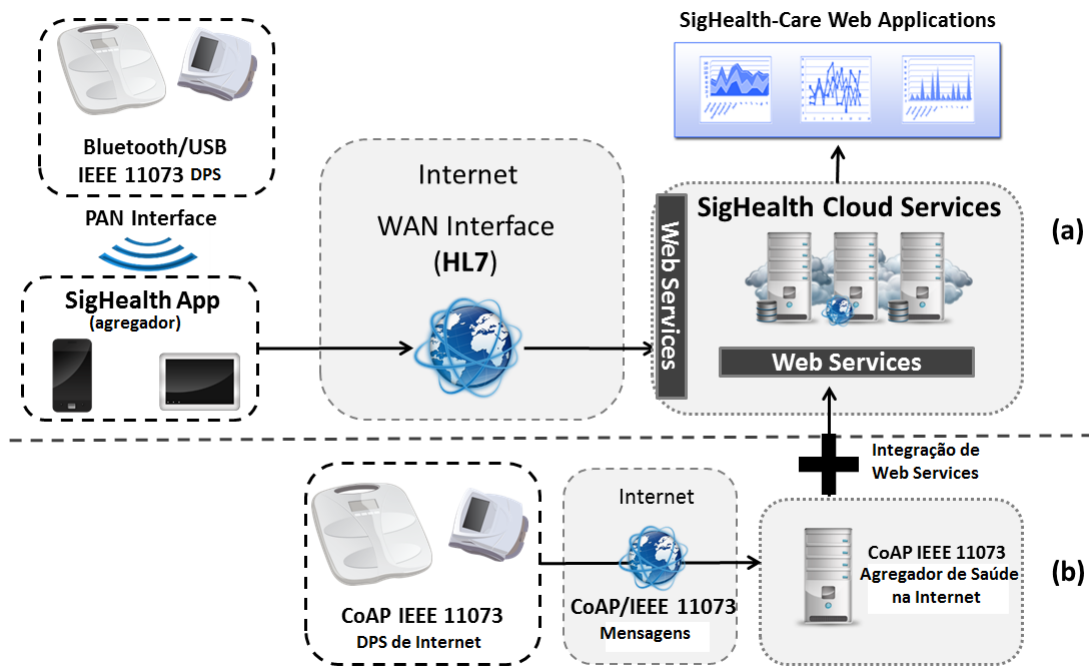 SigHealth-Care Web Applications
Bluetooth/USB
IEEE 11073 DPS
PAN Interface
SigHealth App
(agregador)
Internet
WAN Interface
(HL7)
Web Services
SigHealth Cloud Services
Web Services
(a)
Integração de
Web Services
CoAP IEEE 11073
DPS de Internet
Internet
CoAP/IEEE 11073
Mensagens
CoAP IEEE 11073
Agregador de Saúde
na Internet
(b)